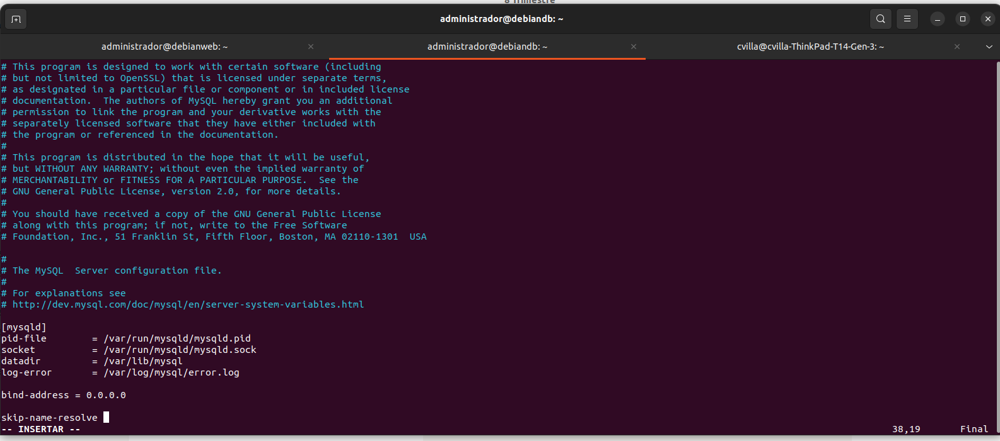 8 Trimestre
administrador@debiandb: ~
administrador@debianweb: ~
administrador@debiandb: ~
cvilla@cvilla-ThinkPad-T14-Gen-3: ~
# This program is designed to work with certain software (including
# but not limited to OpenSSL) that is licensed under separate terms,
# as designated in a particular file or component or in included license
# documentation.  The authors of MySQL hereby grant you an additional
# permission to link the program and your derivative works with the
# separately licensed software that they have either included with
# the program or referenced in the documentation.
#
# This program is distributed in the hope that it will be useful,
# but WITHOUT ANY WARRANTY; without even the implied warranty of
# MERCHANTABILITY or FITNESS FOR A PARTICULAR PURPOSE.  See the
# GNU General Public License, version 2.0, for more details.
#
# You should have received a copy of the GNU General Public License
# along with this program; if not, write to the Free Software
# Foundation, Inc., 51 Franklin St, Fifth Floor, Boston, MA 02110-1301  USA
#
# The MySQL  Server configuration file.
#
# For explanations see
# http://dev.mysql.com/doc/mysql/en/server-system-variables.html
[mysqld]
pid-file        = /var/run/mysqld/mysqld.pid
socket          = /var/run/mysqld/mysqld.sock
datadir         = /var/lib/mysql
log-error       = /var/log/mysql/error.log
bind-address = 0.0.0.0
skip-name-resolve
-- INSERTAR --    38,19    Final